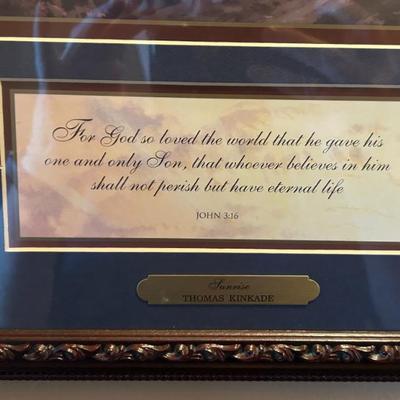 For God so loved the world that he gave his
one and only Son, that whoever believes in him
shall not perish but have eternal life
JOHN 3:16
Sunrise
THOMAS KINKADE